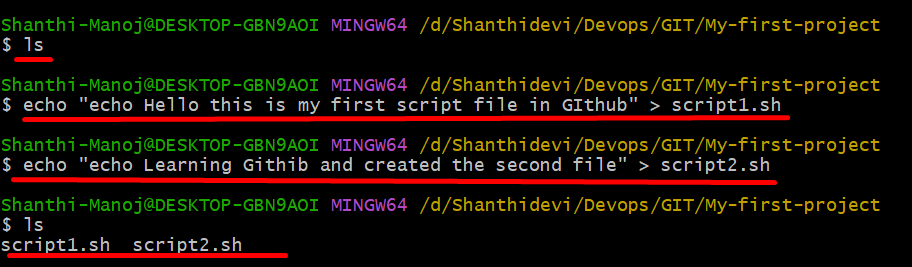 Shanthi-Manoj@DESKTOP-GBN9AOI MINGW64 /d/Shanthidevi/Devops/GIT/My-first-project
$ ls
Shanthi-Manoj@DESKTOP-GBN9AOI MINGW64 /d/Shanthidevi/Devops/GIT/My-first-project
$ echo "echo Hello this is my first script file in GIthub" > script1.sh
Shanthi-Manoj@DESKTOP-GBN9AOI MINGW64 /d/Shanthidevi/Devops/GIT/My-first-project
$ echo "echo Learning Githib and created the second file" > script2.sh
Shanthi-Manoj@DESKTOP-GBN9AOI MINGW64 /d/Shanthidevi/Devops/GIT/My-first-project
$ ls
script1.sh  script2.sh